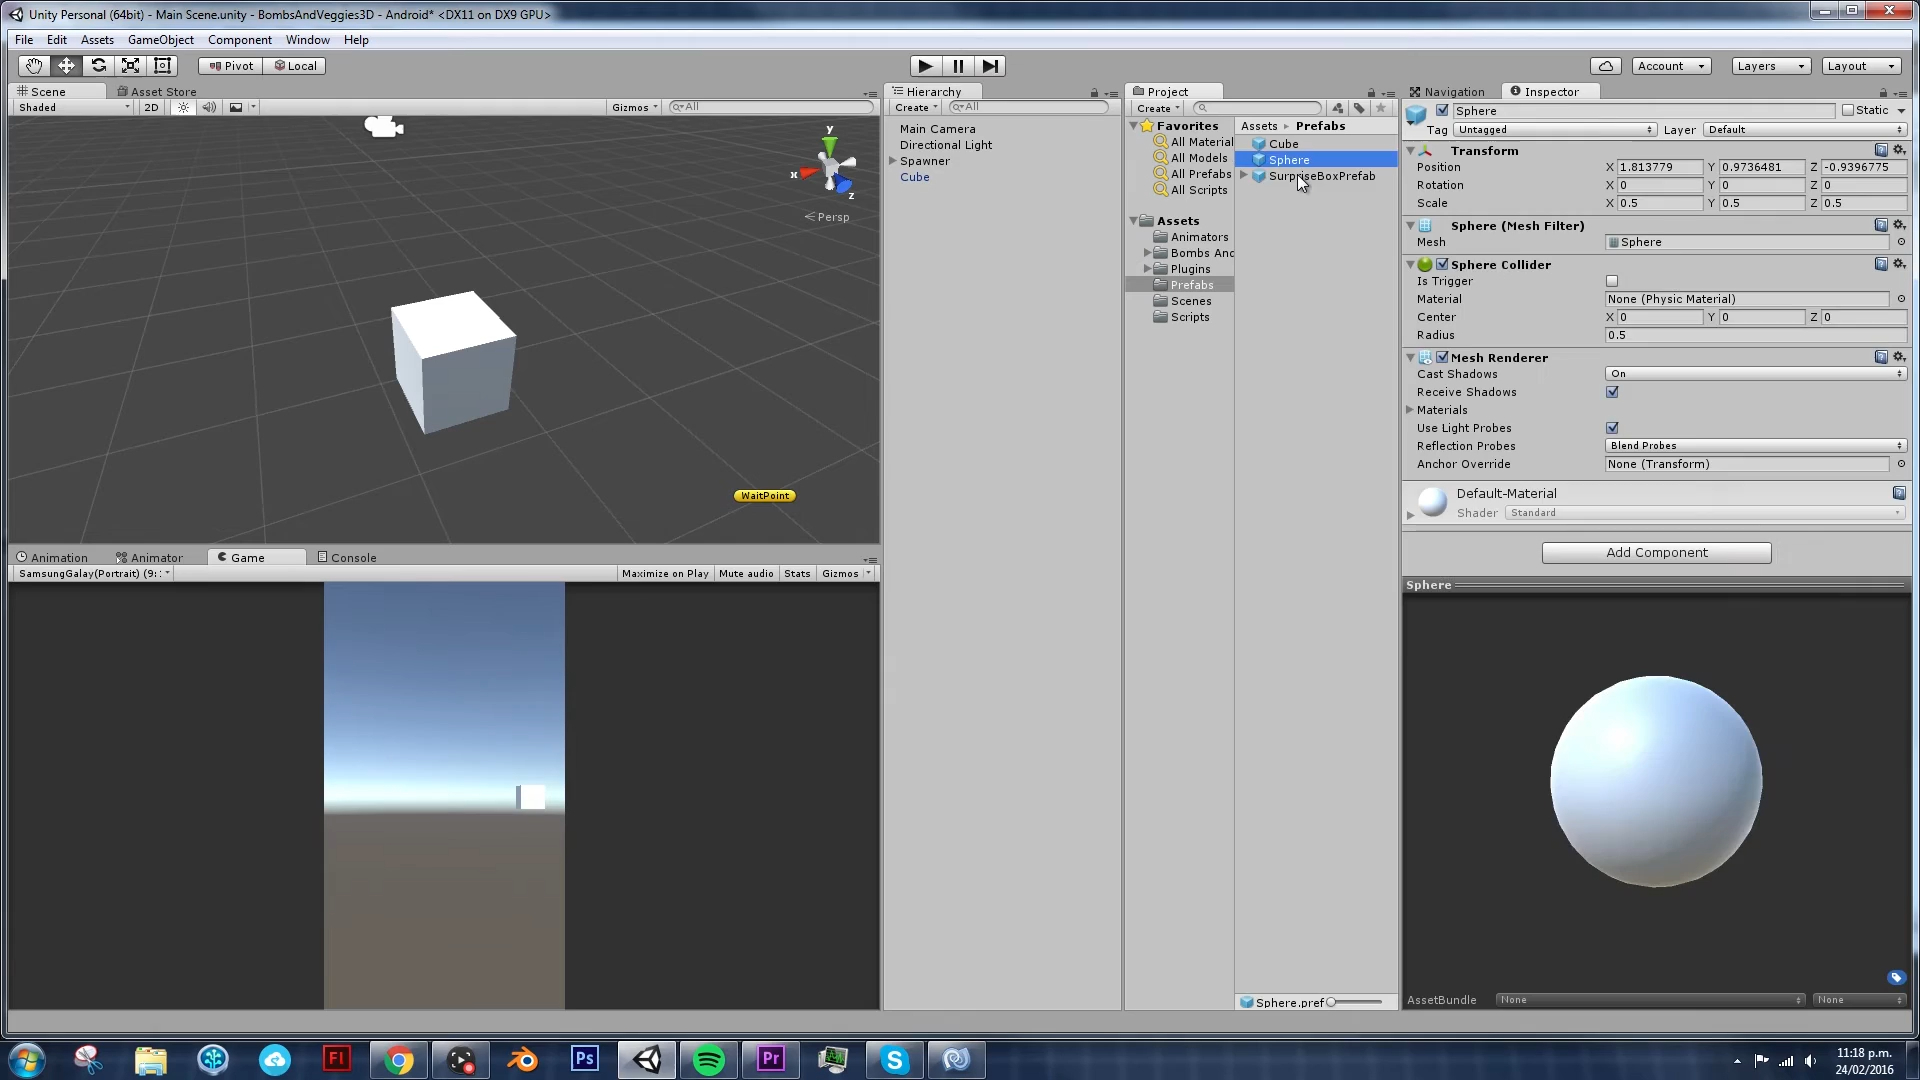 Unity Personal (64bit) - Main Scene.unity - BombsAndVeggies3D - Android* <DX11 on DX9 GPU>
File Edit Assets GameObject Component Window Help
Pivot Local Account Layers Layout
Scene Asset Store
Shaded 2D Gizmos All
y
x
z
Persp
WaitPoint
Animation Animator Game Console
SamsungGalay(Portrait) (9:: Maximize on Play Mute audio Stats Gizmos
Hierarchy
Create All
Main Camera
Directional Light
Spawner
Cube
Project
Create
Favorites
All Material
All Models
All Prefabs
All Scripts
Assets
Animators
Bombs And
Plugins
Prefabs
Scenes
Scripts
Assets Prefabs
Cube
Sphere
SurpriseBoxPrefab
Sphere.pref
Navigation Inspector
Sphere Static
Tag Untagged Layer Default
Transform
Position X 1.813779 Y 0.9736481 Z -0.9396775
Rotation X 0 Y 0 Z 0
Scale X 0.5 Y 0.5 Z 0.5
Sphere (Mesh Filter)
Mesh Sphere
Sphere Collider
Is Trigger
Material None (Physic Material)
Center X 0 Y 0 Z 0
Radius 0.5
Mesh Renderer
Cast Shadows On
Receive Shadows
Materials
Use Light Probes
Reflection Probes Blend Probes
Anchor Override None (Transform)
Default-Material
Shader Standard
Add Component
Sphere
AssetBundle None None
Fl Ps Pr
11:18 p.m.
24/02/2016